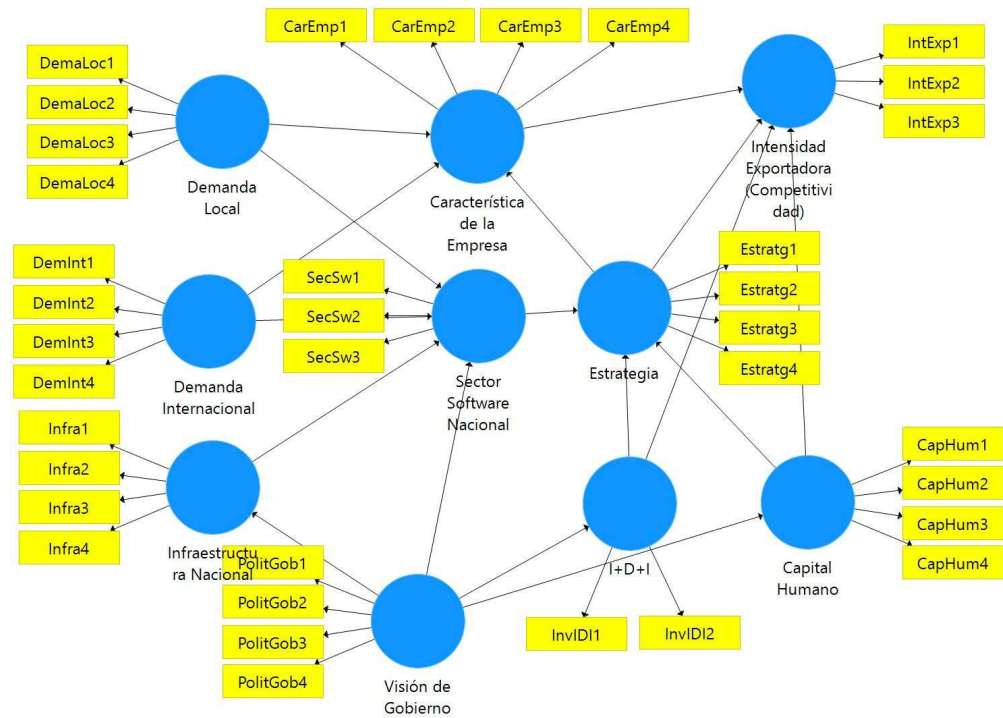 CarEmp1
CarEmp2
CarEmp3
CarEmp4
DemaLoc1
DemaLoc2
DemaLoc3
DemaLoc4
Demanda
Local
Característica
de la
Empresa
IntExp1
IntExp2
IntExp3
Intensidad
Exportadora
(Competitivi
dad)
DemInt1
DemInt2
DemInt3
DemInt4
Demanda
Internacional
SecSw1
SecSw2
SecSw3
Sector
Software
Nacional
Estratg1
Estratg2
Estratg3
Estratg4
Estrategia
Infra1
Infra2
Infra3
Infra4
Infraestructu
ra Nacional
PolitGob1
PolitGob2
PolitGob3
PolitGob4
Visión de
Gobierno
I+D+I
InvIDI1
InvIDI2
CapHum1
CapHum2
CapHum3
CapHum4
Capital
Humano